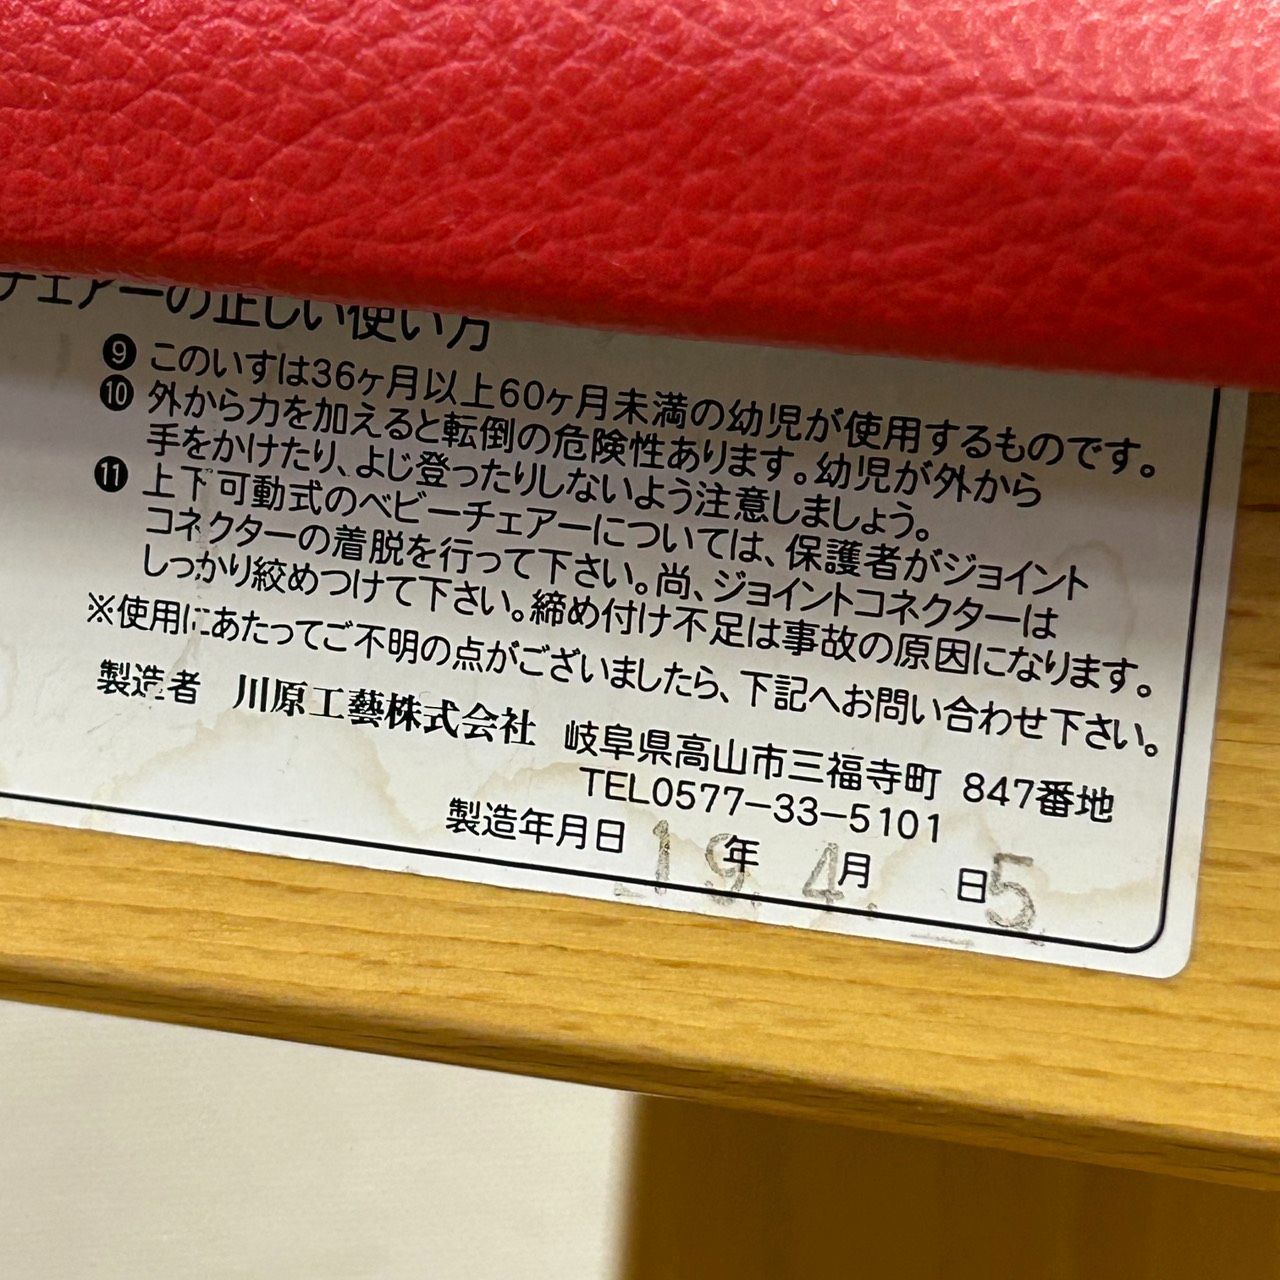 チェアーの正しい使い方
❾ このいすは36ヶ月以上60ヶ月未満の幼児が使用するものです。
❿ 外から力を加えると転倒の危険性あります。幼児が外から
手をかけたり、よじ登ったりしないよう注意しましょう。
⓫ 上下可動式のベビーチェアーについては、保護者がジョイント
コネクターの着脱を行って下さい。尚、ジョイントコネクターは
しっかり絞めつけて下さい。締め付け不足は事故の原因になります。
※使用にあたってご不明の点がございましたら、下記へお問い合わせ下さい。
製造者 川原工藝株式会社 岐阜県高山市三福寺町 847番地
TEL0577-33-5101
製造年月日 19年 4月 日5